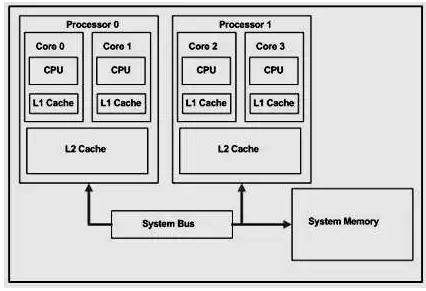 Processor 0
Processor 1
Core 0
Core 1
Core 2
Core 3
CPU
CPU
CPU
CPU
L1 Cache
L1 Cache
L1 Cache
L1 Cache
L2 Cache
L2 Cache
System Bus
System Memory